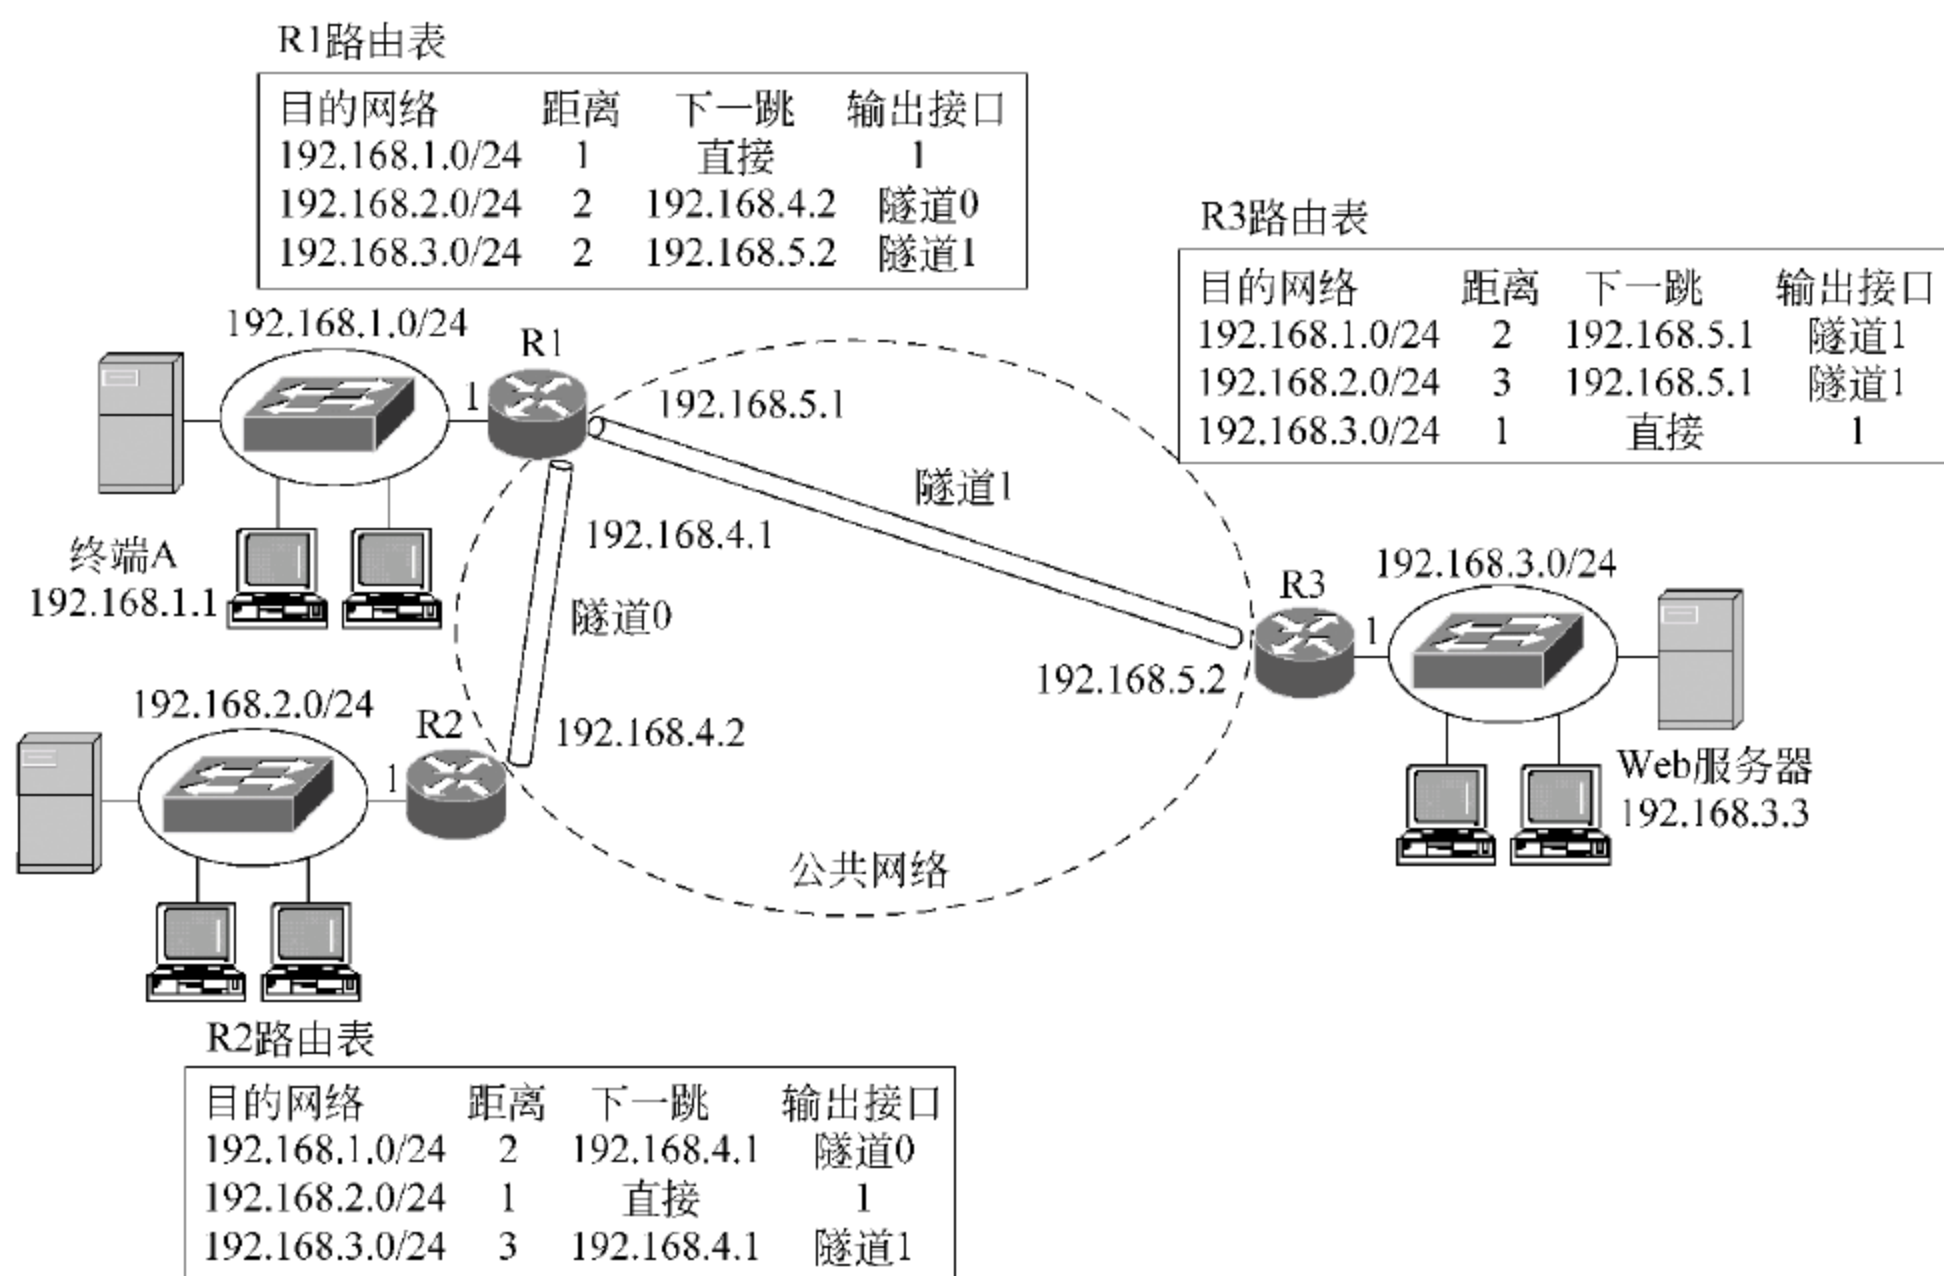 R1路由表
目的网络 距离 下一跳 输出接口
192.168.1.0/24 1 直接 1
192.168.2.0/24 2 192.168.4.2 隧道0
192.168.3.0/24 2 192.168.5.2 隧道1
R3路由表
目的网络 距离 下一跳 输出接口
192.168.1.0/24 2 192.168.5.1 隧道1
192.168.2.0/24 3 192.168.5.1 隧道1
192.168.3.0/24 1 直接 1
192.168.1.0/24
R1
1
192.168.5.1
隧道1
192.168.4.1
终端A
192.168.1.1
隧道0
192.168.3.0/24
R3
1
192.168.5.2
192.168.2.0/24
R2
1
192.168.4.2
Web服务器
192.168.3.3
公共网络
R2路由表
目的网络 距离 下一跳 输出接口
192.168.1.0/24 2 192.168.4.1 隧道0
192.168.2.0/24 1 直接 1
192.168.3.0/24 3 192.168.4.1 隧道1